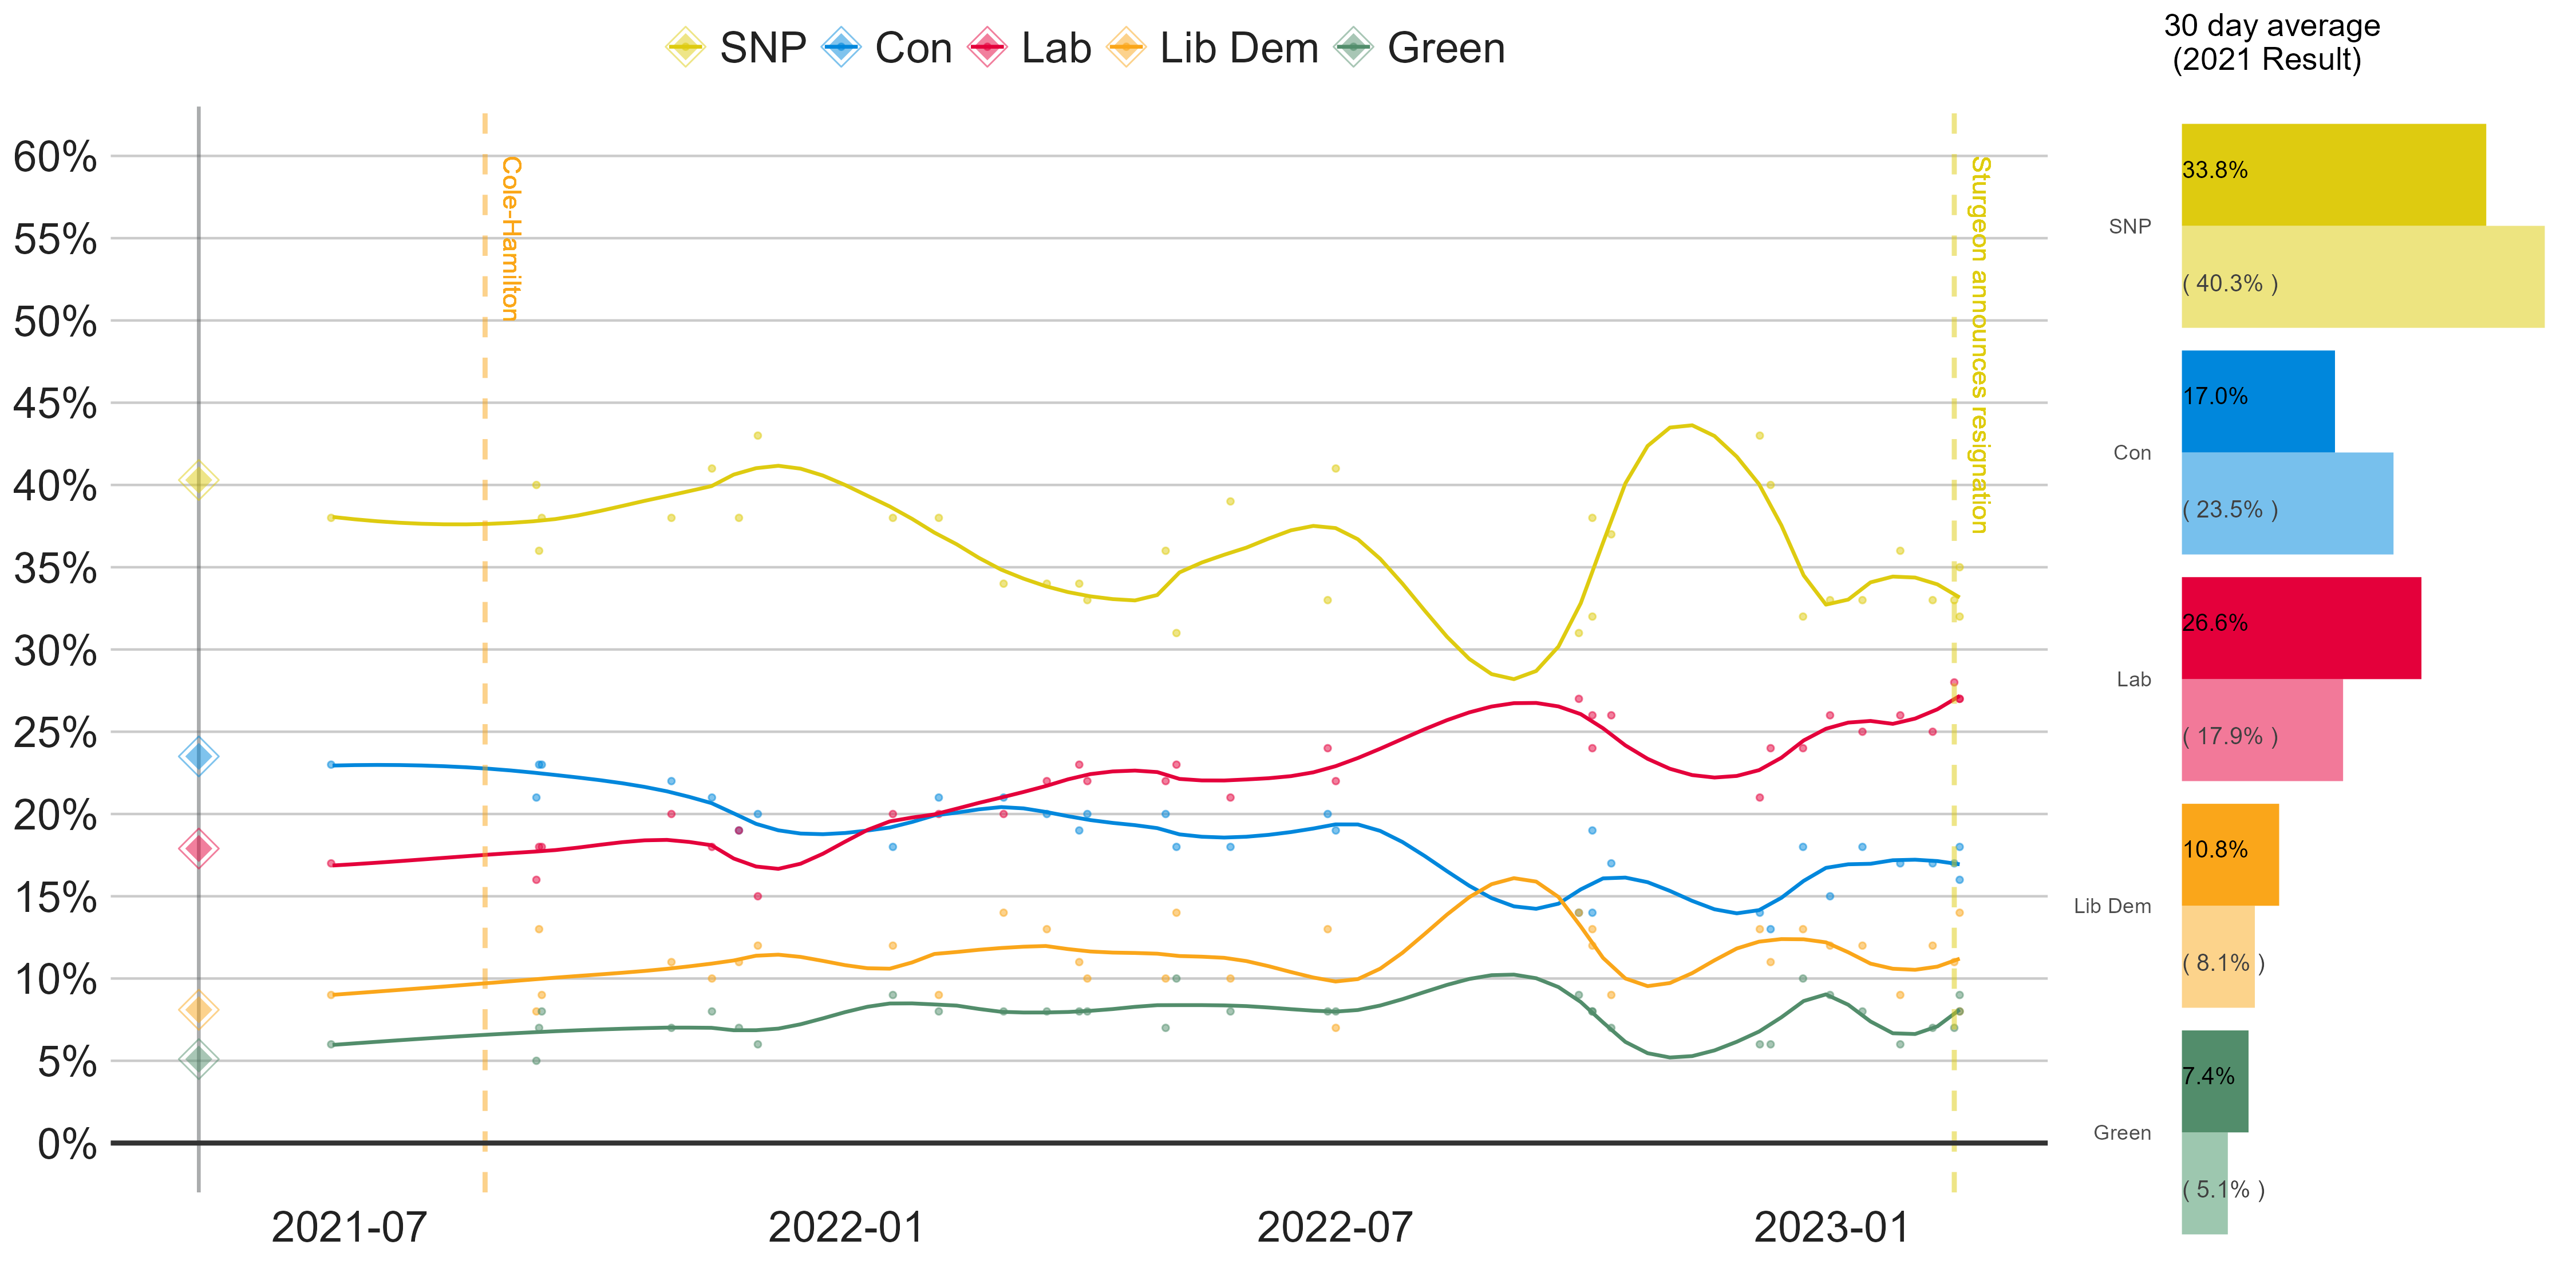 SNP Con Lab Lib Dem Green
30 day average
(2021 Result)
60%
55%
50%
45%
40%
35%
30%
25%
20%
15%
10%
5%
0%
2021-07
2022-01
2022-07
2023-01
Cole-Hamilton
Sturgeon announces resignation
SNP
33.8%
( 40.3% )
Con
17.0%
( 23.5% )
Lab
26.6%
( 17.9% )
Lib Dem
10.8%
( 8.1% )
Green
7.4%
( 5.1% )